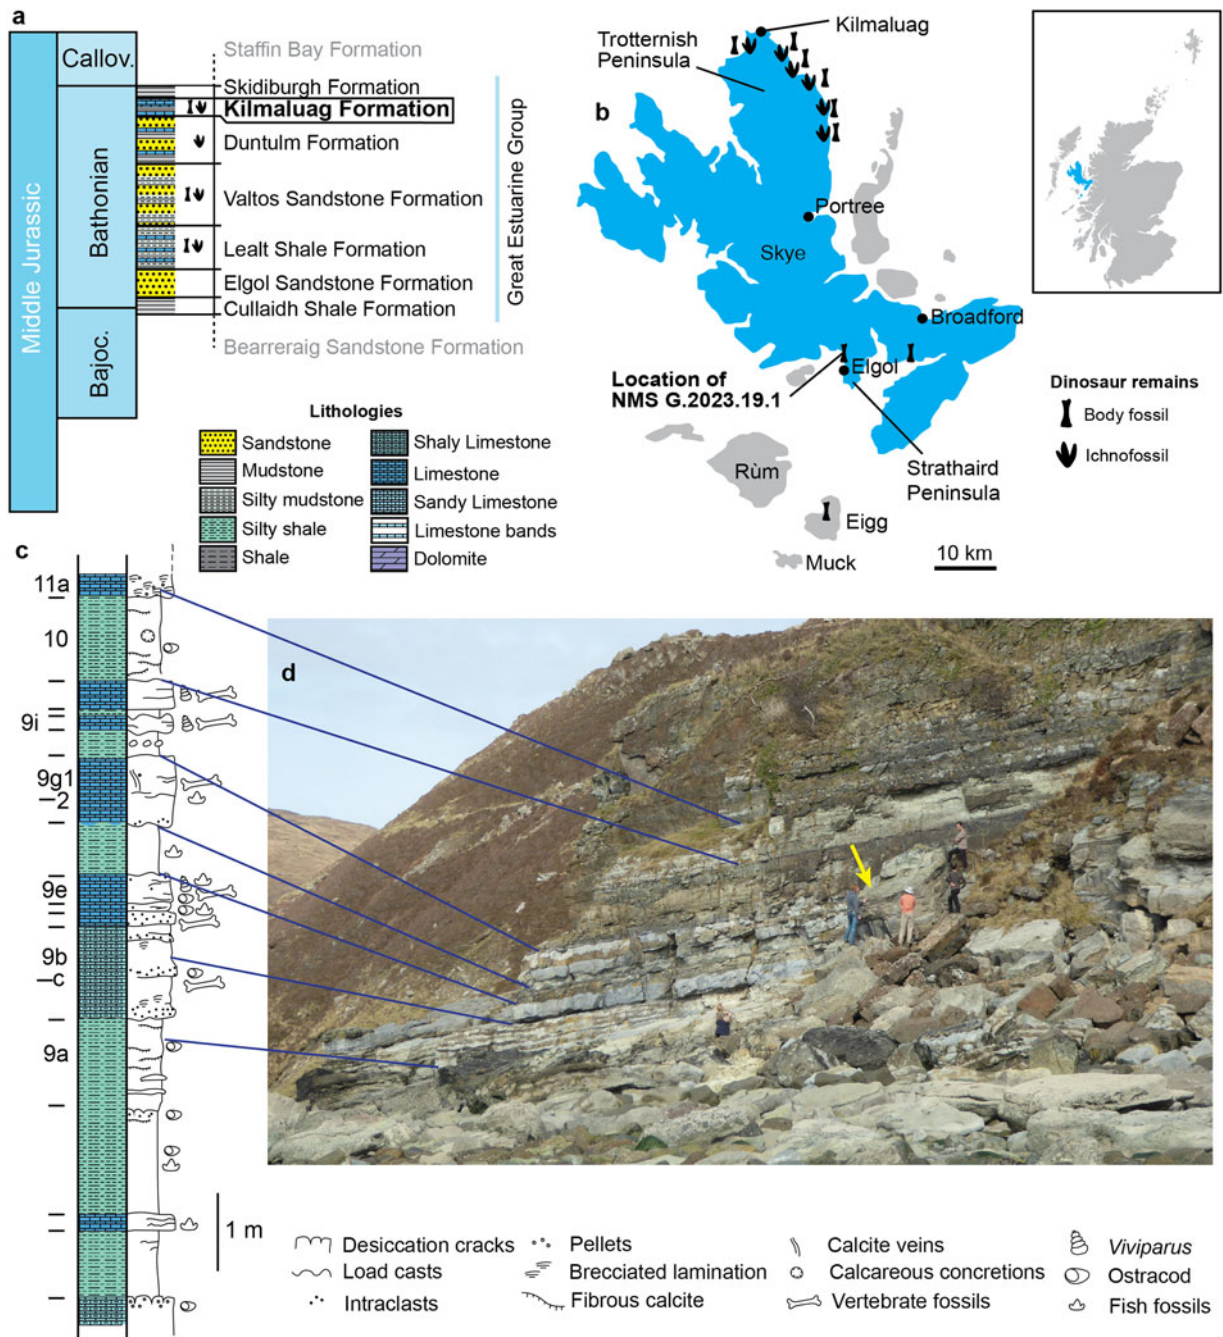 a
Middle Jurassic
Callov.
Bathonian
Bajoc.
Staffin Bay Formation
Skidiburgh Formation
Kilmaluag Formation
Duntulm Formation
Valtos Sandstone Formation
Lealt Shale Formation
Elgol Sandstone Formation
Cullaidh Shale Formation
Bearreraig Sandstone Formation
Great Estuarine Group
Lithologies
Sandstone
Mudstone
Silty mudstone
Silty shale
Shale
Shaly Limestone
Limestone
Sandy Limestone
Limestone bands
Dolomite
b
Kilmaluag
Trotternish
Peninsula
Portree
Skye
Broadford
Elgol
Location of
NMS G.2023.19.1
Strathaird
Peninsula
Rùm
Eigg
Muck
10 km
Dinosaur remains
Body fossil
Ichnofossil
c
11a
10
9i
9g1
–2
9e
9b
–c
9a
1 m
d
Desiccation cracks
Load casts
Intraclasts
Pellets
Brecciated lamination
Fibrous calcite
Calcite veins
Calcareous concretions
Vertebrate fossils
Viviparus
Ostracod
Fish fossils